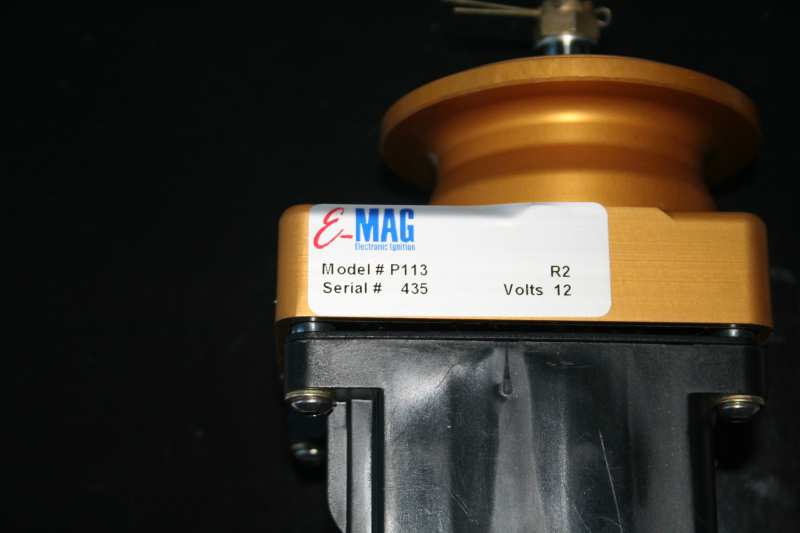 E-MAG
Electronic Ignition
Model # P113 R2
Serial # 435 Volts 12